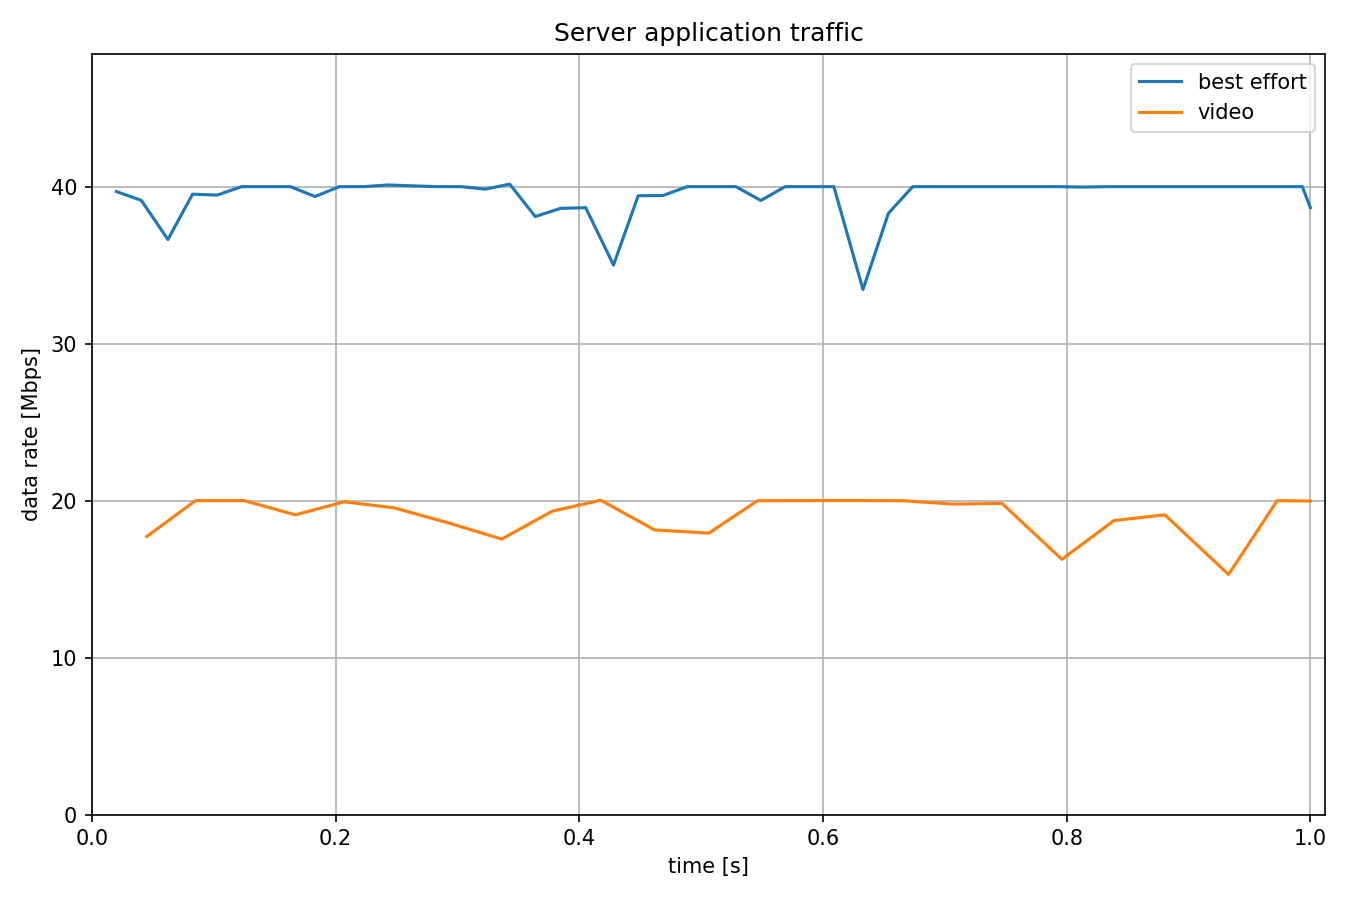 Server application traffic
best effort
video
40
30
20
10
0
data rate [Mbps]
0.0 0.2 0.4 0.6 0.8 1.0
time [s]